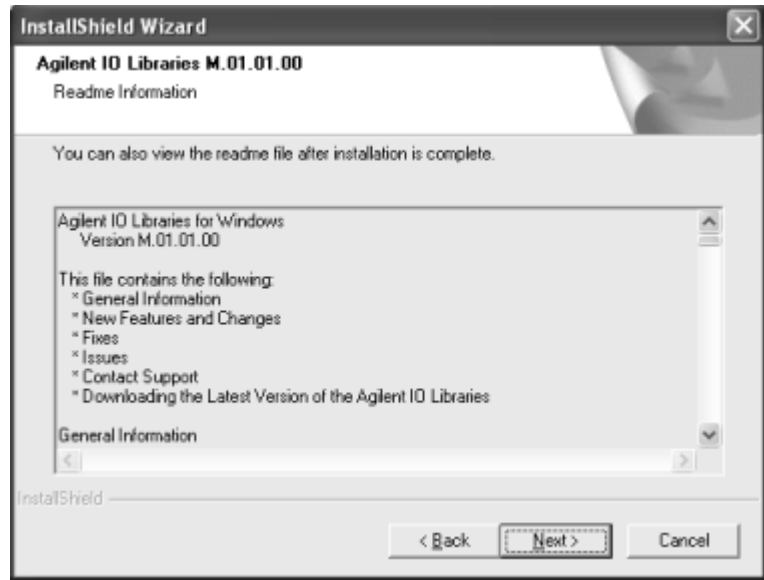 InstallShield Wizard
Agilent IO Libraries M.01.01.00
Readme Information
You can also view the readme file after installation is complete.
Agilent IO Libraries for Windows
Version M.01.01.00
This file contains the following:
* General Information
* New Features and Changes
* Fixes
* Issues
* Contact Support
* Downloading the Latest Version of the Agilent IO Libraries
General Information
InstallShield
< Back
Next >
Cancel